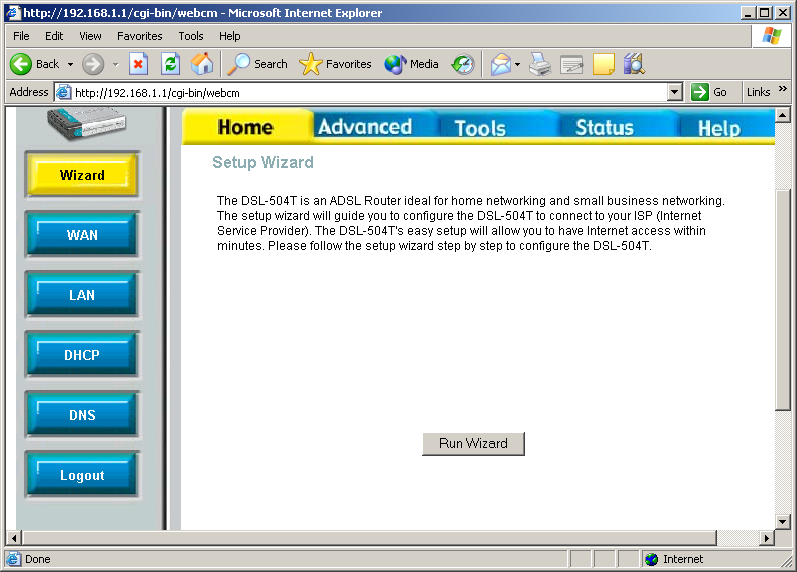 http://192.168.1.1/cgi-bin/webcm - Microsoft Internet Explorer
File Edit View Favorites Tools Help
Back Search Favorites Media
Address http://192.168.1.1/cgi-bin/webcm Go Links »
Home Advanced Tools Status Help
Wizard
WAN
LAN
DHCP
DNS
Logout
Setup Wizard
The DSL-504T is an ADSL Router ideal for home networking and small business networking.
The setup wizard will guide you to configure the DSL-504T to connect to your ISP (Internet
Service Provider). The DSL-504T's easy setup will allow you to have Internet access within
minutes. Please follow the setup wizard step by step to configure the DSL-504T.
Run Wizard
Done Internet